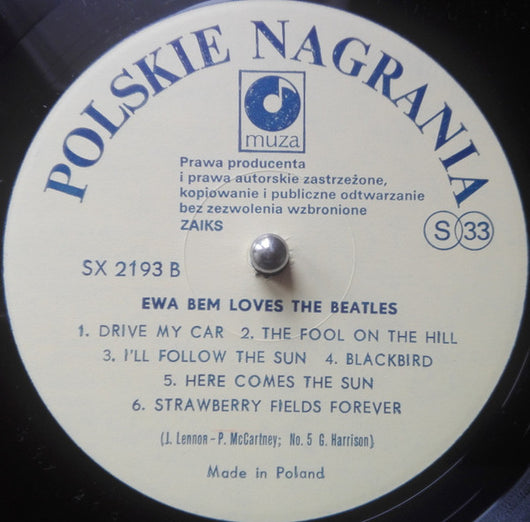 POLSKIE NAGRANIA
muza
Prawa producenta
i prawa autorskie zastrzeżone,
kopiowanie i publiczne odtwarzanie
bez zezwolenia wzbronione
ZAIKS
S 33
SX 2193 B
EWA BEM LOVES THE BEATLES
1. DRIVE MY CAR 2. THE FOOL ON THE HILL
3. I'LL FOLLOW THE SUN 4. BLACKBIRD
5. HERE COMES THE SUN
6. STRAWBERRY FIELDS FOREVER
(J. Lennon - P. McCartney; No. 5 G. Harrison)
Made in Poland